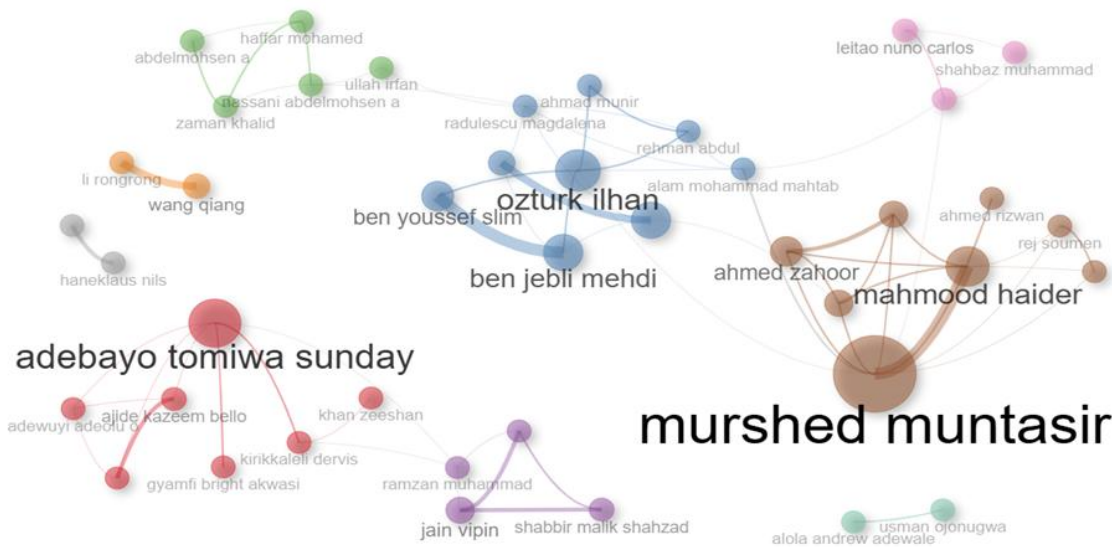 haffar mohamed
leitao nuno carlos
abdelmohsen a
shahbaz muhammad
ullah irfan
nassani abdelmohsen a
ahmad munir
zaman khalid
radulescu magdalena
rehman abdul
li rongrong
alam mohammad mahtab
ozturk ilhan
wang qiang
ben youssef slim
ahmed rizwan
rej soumen
haneklaus nils
ben jebli mehdi
ahmed zahoor
mahmood haider
adebayo tomiwa sunday
ajide kazeem bello
khan zeeshan
adewuyi adeolu o
murshed muntasir
kirikkaleli dervis
gyamfi bright akwasi
ramzan muhammad
jain vipin
shabbir malik shahzad
usman ojonugwa
alola andrew adewale